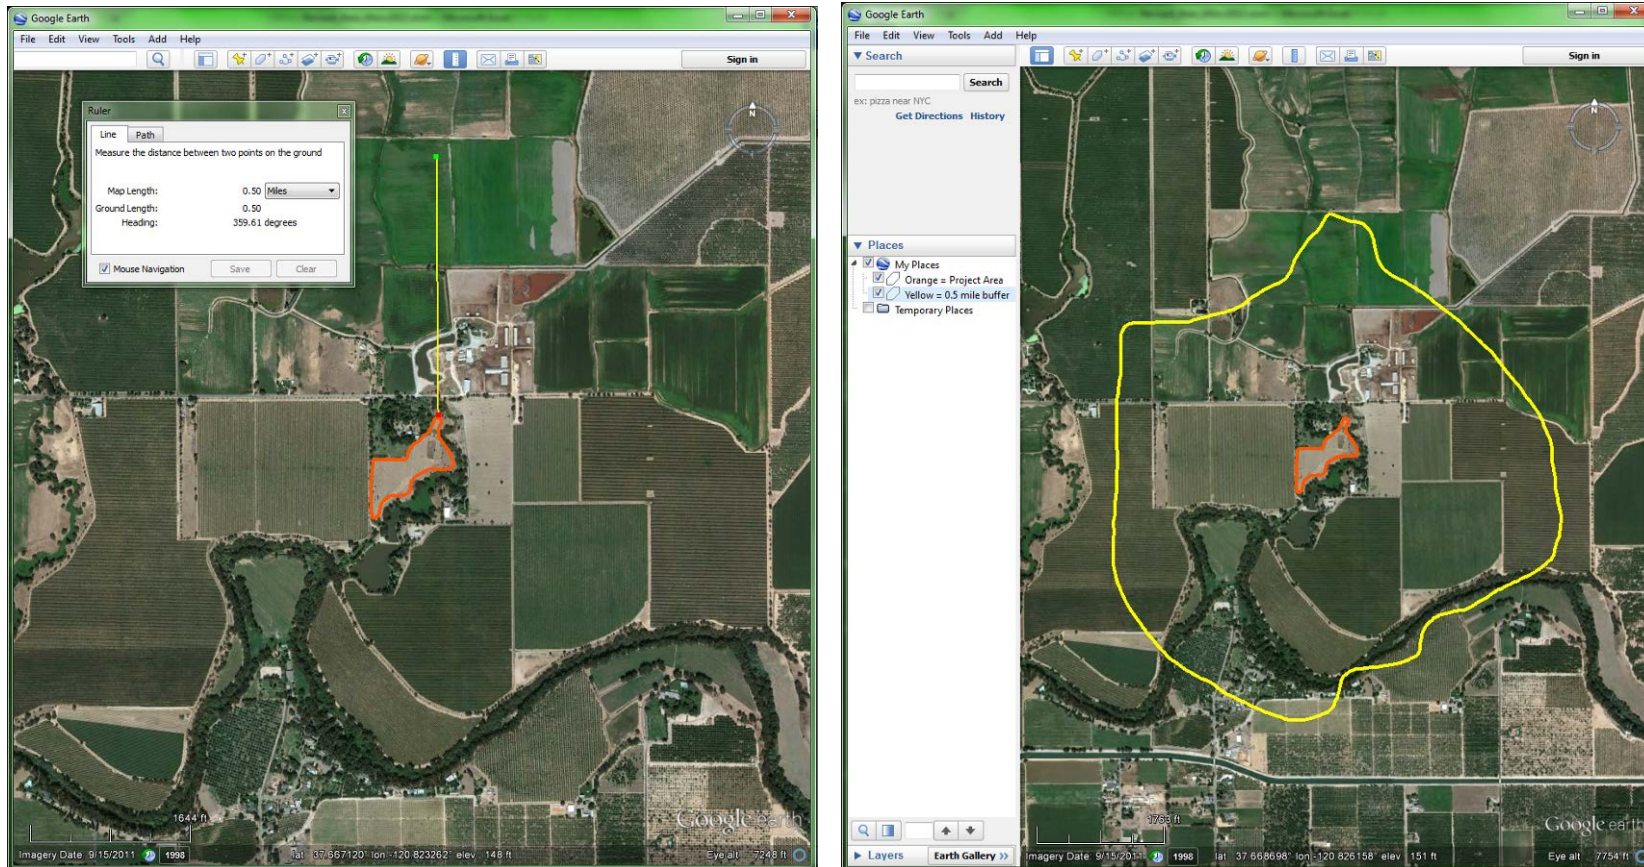 Google Earth
File Edit View Tools Add Help
Sign in
Ruler
Line Path
Measure the distance between two points on the ground
Map Length: 0.50 Miles
Ground Length: 0.50
Heading: 359.61 degrees
Mouse Navigation Save Clear
N
1644 ft
Google earth
Imagery Date: 9/15/2011 1998 lat 37.667120° lon -120.823262° elev 148 ft Eye alt 7248 ft
Google Earth
File Edit View Tools Add Help
Search
Sign in
Search
ex: pizza near NYC
Get Directions History
N
Places
My Places
Orange = Project Area
Yellow = 0.5 mile buffer
Temporary Places
1763 ft
Google earth
Layers Earth Gallery >>
Imagery Date: 9/15/2011 1998 lat 37.668698° lon -120.826158° elev 151 ft Eye alt 7754 ft